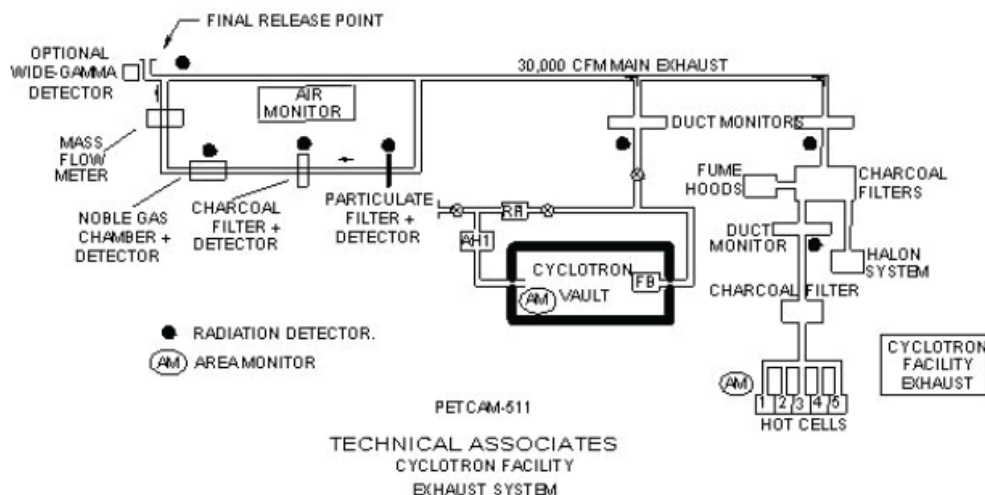 FINAL RELEASE POINT
OPTIONAL
WIDE-GAMMA
DETECTOR
30,000 CFM MAIN EXHAUST
AIR
MONITOR
MASS
FLOW
METER
DUCT MONITORS
FUME
HOODS
CHARCOAL
FILTERS
NOBLE GAS
CHAMBER +
DETECTOR
CHARCOAL
FILTER +
DETECTOR
PARTICULATE
FILTER +
DETECTOR
AH1
DUCT
MONITOR
HALON
SYSTEM
CYCLOTRON
VAULT
AM
FB
CHARCOAL FILTER
RADIATION DETECTOR.
AM AREA MONITOR
CYCLOTRON
FACILITY
EXHAUST
AM
1 2 3 4 5
HOT CELLS
PETCAM-511
TECHNICAL ASSOCIATES
CYCLOTRON FACILITY
EXHAUST SYSTEM